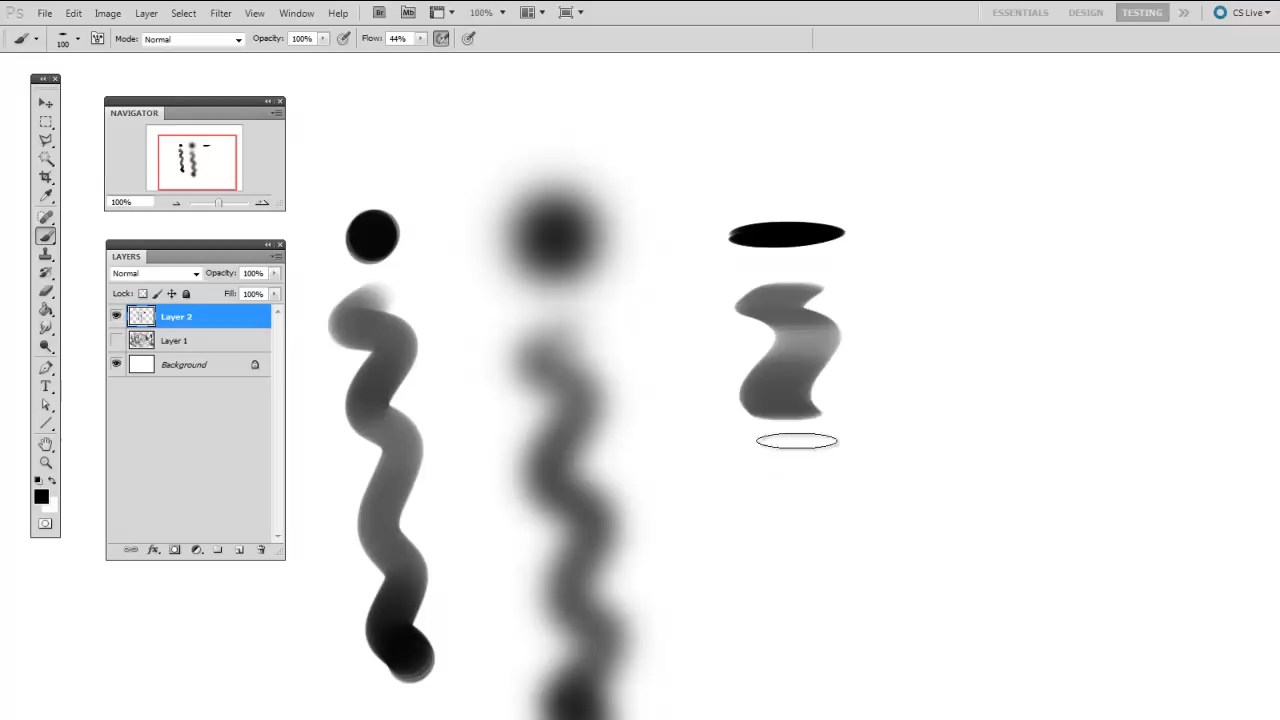 Ps File Edit Image Layer Select Filter View Window Help Br Mb 100% ESSENTIALS DESIGN TESTING CS Live
100 Mode: Normal Opacity: 100% Flow: 44%
NAVIGATOR
100%
LAYERS
Normal Opacity: 100%
Lock: Fill: 100%
Layer 2
Layer 1
Background